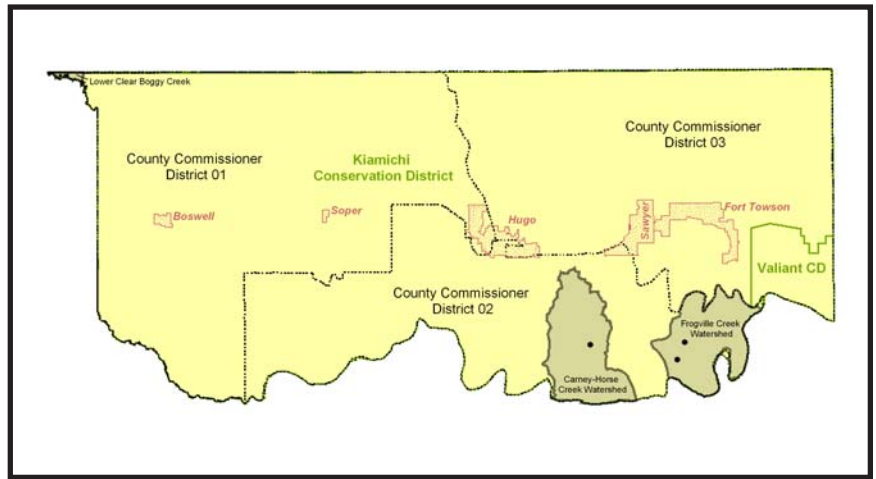 Lower Clear Boggy Creek
County Commissioner
District 01
Kiamichi
Conservation District
County Commissioner
District 03
Boswell
Soper
Hugo
Sawyer
Fort Towson
Valiant CD
County Commissioner
District 02
Frogville Creek
Watershed
Carney-Horse
Creek Watershed